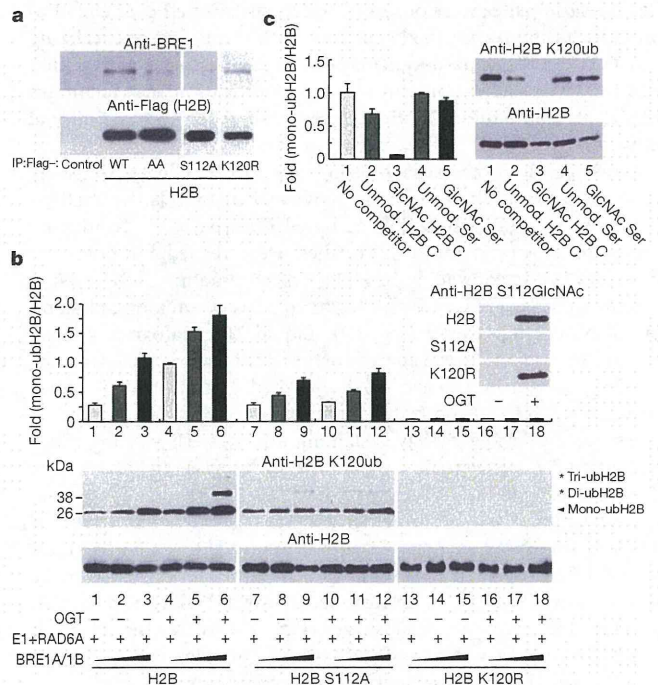 a
Anti-BRE1
Anti-Flag (H2B)
IP:Flag–: Control WT AA S112A K120R
H2B
c
Fold (mono-ubH2B/H2B)
1.5
1.0
0.5
0
1 2 3 4 5
No competitor
Unmod. H2B C
GlcNAc H2B C
Unmod. Ser
GlcNAc Ser
Anti-H2B K120ub
Anti-H2B
1 2 3 4 5
No competitor
Unmod. H2B C
GlcNAc H2B C
Unmod. Ser
GlcNAc Ser
b
Fold (mono-ubH2B/H2B)
2.0
1.5
1.0
0.5
0
1 2 3 4 5 6 7 8 9 10 11 12 13 14 15 16 17 18
Anti-H2B S112GlcNAc
H2B
S112A
K120R
OGT – +
Anti-H2B K120ub
kDa
38
26
* Tri-ubH2B
* Di-ubH2B
◄ Mono-ubH2B
Anti-H2B
1 2 3 4 5 6 7 8 9 10 11 12 13 14 15 16 17 18
OGT – – – + + + – – – + + + – – – + + +
E1+RAD6A + + + + + + + + + + + + + + + + + +
BRE1A/1B
H2B H2B S112A H2B K120R